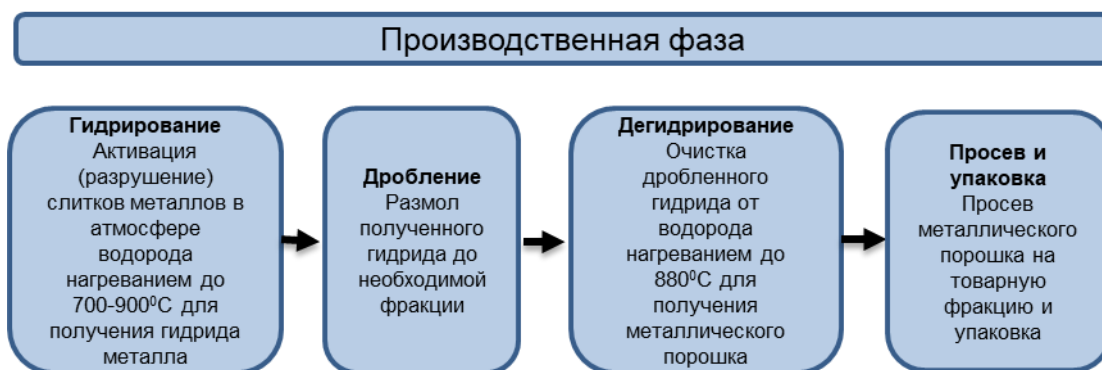 Производственная фаза
Гидрирование
Активация
(разрушение)
слитков металлов в
атмосфере
водорода
нагреванием до
700-900⁰С для
получения гидрида
металла
Дробление
Размол
полученного
гидрида до
необходимой
фракции
Дегидрирование
Очистка
дробленного
гидрида от
водорода
нагреванием до
880⁰С для
получения
металлического
порошка
Просев и
упаковка
Просев
металлического
порошка на
товарную
фракцию и
упаковка